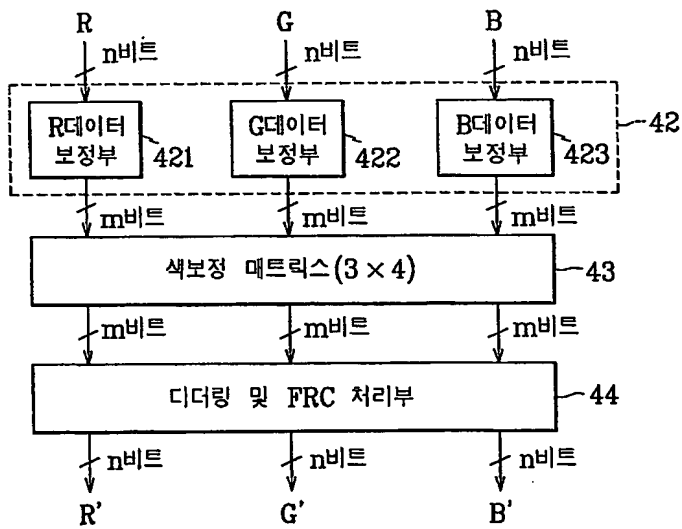 R G B
n비트 n비트 n비트
R데이터
보정부
421
G데이터
보정부
422
B데이터
보정부
423
42
m비트 m비트 m비트
색보정 매트릭스(3 × 4)
43
m비트 m비트 m비트
디더링 및 FRC 처리부
44
n비트 n비트 n비트
R' G' B'